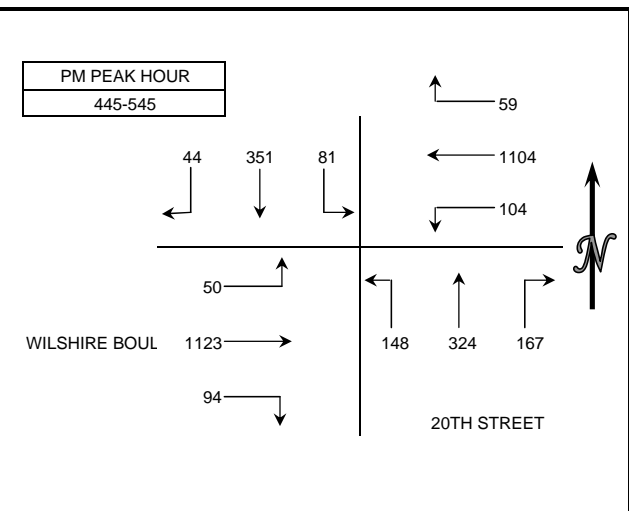 PM PEAK HOUR
445-545
59
44 351 81 1104
104
50
WILSHIRE BOUL 1123 148 324 167
94
20TH STREET
N